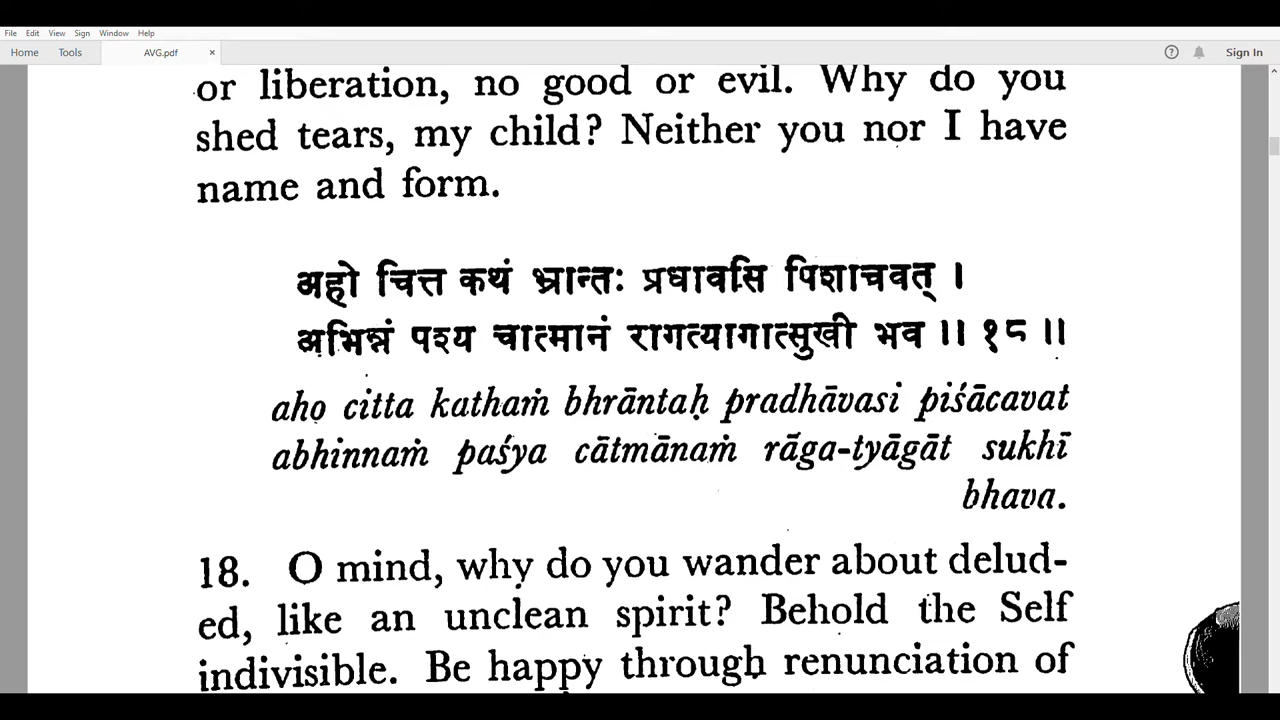 File Edit View Sign Window Help
Home Tools AVG.pdf × ? Sign In
or liberation, no good or evil. Why do you
shed tears, my child? Neither you nor I have
name and form.
अहो चित्त कथं भ्रान्तः प्रधावसि पिशाचवत् ।
अभिन्नं पश्य चात्मानं रागत्यागात्सुखी भव ॥ १८ ॥
aho citta kathaṁ bhrāntaḥ pradhāvasi piśācavat
abhinnaṁ paśya cātmānaṁ rāga-tyāgāt sukhī
bhava.
18. O mind, why do you wander about delud-
ed, like an unclean spirit? Behold the Self
indivisible. Be happy through renunciation of